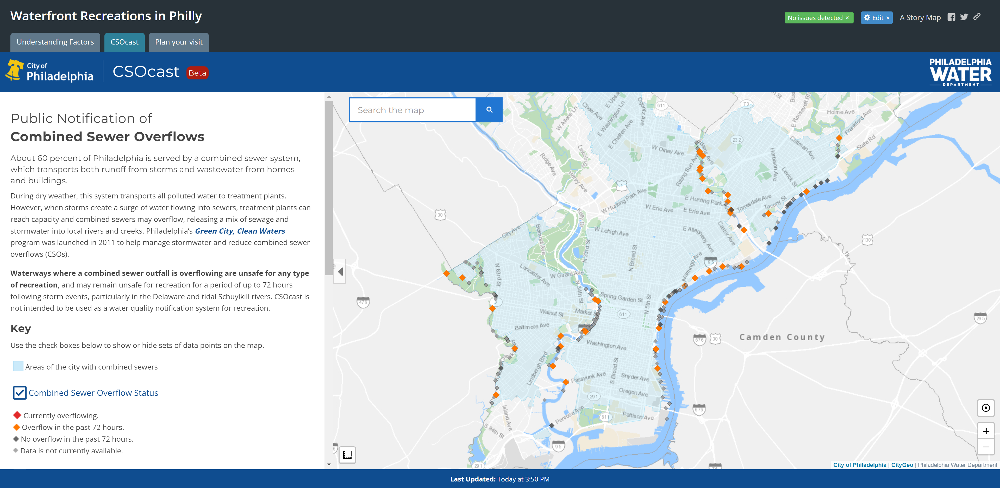 Waterfront Recreations in Philly
No issues detected ×
Edit ×
A Story Map
Understanding Factors
CSOcast
Plan your visit
City of
Philadelphia
CSOcast
Beta
PHILADELPHIA
WATER
DEPARTMENT
Public Notification of
Combined Sewer Overflows
About 60 percent of Philadelphia is served by a combined sewer system,
which transports both runoff from storms and wastewater from homes
and buildings.
During dry weather, this system transports all polluted water to treatment plants.
However, when storms create a surge of water flowing into sewers, treatment plants can
reach capacity and combined sewers may overflow, releasing a mix of sewage and
stormwater into local rivers and creeks. Philadelphia’s Green City, Clean Waters
program was launched in 2011 to help manage stormwater and reduce combined sewer
overflows (CSOs).
Waterways where a combined sewer outfall is overflowing are unsafe for any type
of recreation, and may remain unsafe for recreation for a period of up to 72 hours
following storm events, particularly in the Delaware and tidal Schuylkill rivers. CSOcast is
not intended to be used as a water quality notification system for recreation.
Key
Use the check boxes below to show or hide sets of data points on the map.
Areas of the city with combined sewers
Combined Sewer Overflow Status
Currently overflowing.
Overflow in the past 72 hours.
No overflow in the past 72 hours.
Data is not currently available.
Search the map
W Allens Ln
Chew Ave
E Washington Ln
E Chelten Ave
Ogontz Ave
611
73
Holme Ave
Frankford Ave
State Rd
E Roosevelt
232
Cottman Ave
Harbison Ave
Levick St
Adams Ave
W Olney Ave
Rising Sun Ave
Lincoln Dr
Ridge Ave
Henry Ave
1
W Hunting Park Ave
E Hunting Park
Torresdale Ave
Tacony St
W Erie Ave
E Erie Ave
30
Kelly Dr
City Ave
Belmont Ave
W Lehigh Ave
E Allegheny Ave
Castor Ave
130
N 33rd St
N Broad St
Aramingo Ave
95
N 63rd St
Lancaster Ave
W Girard Ave
N 34th St
Spring Garden St
N 5th St
476
Walnut St
Market
611
295
Baltimore Ave
676
30
Camden County
Washington Ave
Lindbergh Blvd
S Broad St
Passyunk Ave
Snyder Ave
Oregon Ave
291
676
Island Ave
Penrose Ave
611
Pattison Ave
S 84th St
95
291
76
+
−
City of Philadelphia | CityGeo | Philadelphia Water Department
Last Updated: Today at 3:50 PM